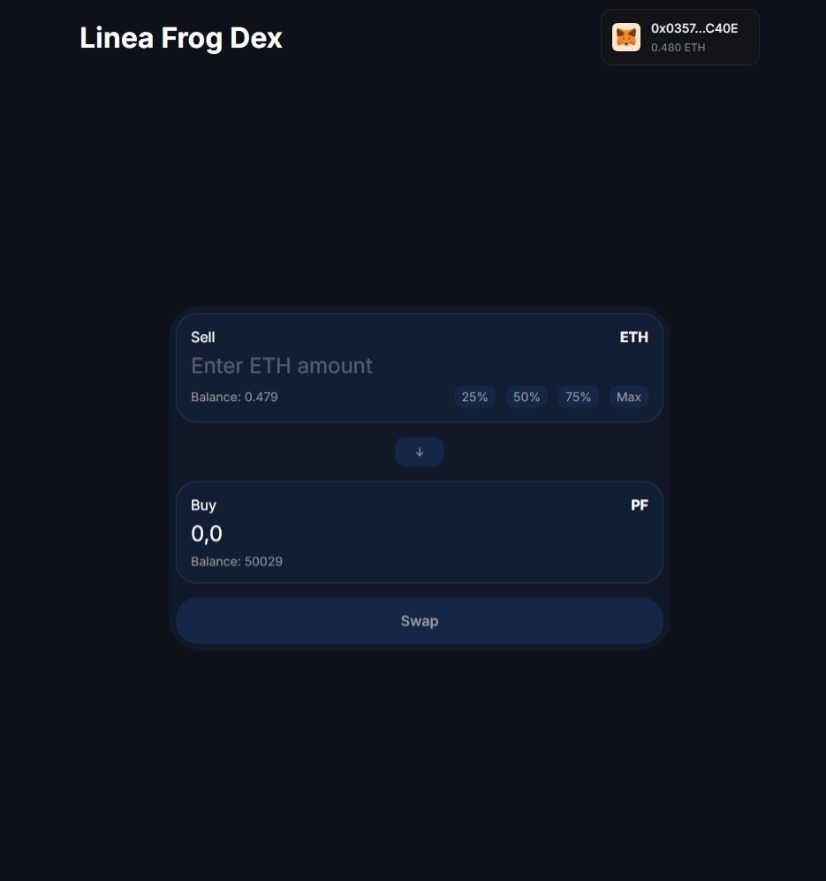 Linea Frog Dex
0x0357...C40E
0.480 ETH
Sell
ETH
Enter ETH amount
Balance: 0.479
25% 50% 75% Max
↓
Buy
PF
0,0
Balance: 50029
Swap